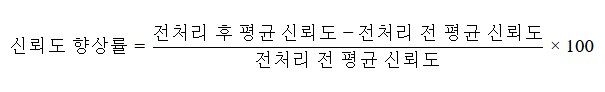 신뢰도 향상률 = 전처리 후 평균 신뢰도 − 전처리 전 평균 신뢰도 × 100
전처리 전 평균 신뢰도